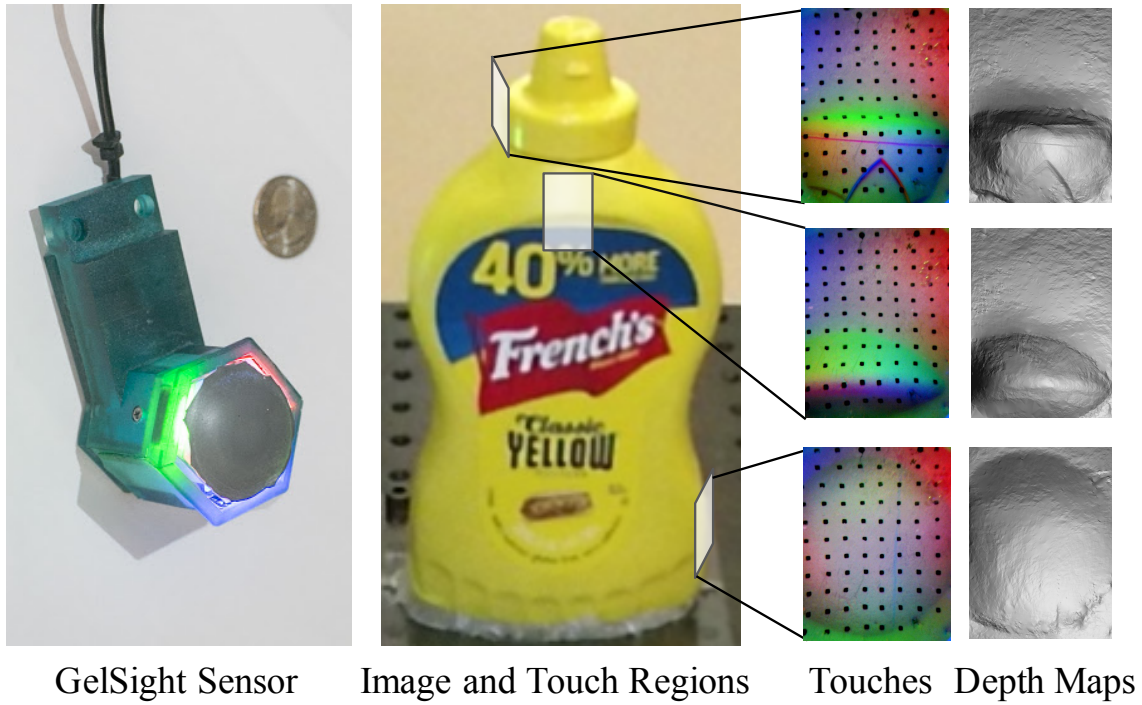 40% MORE
French's
Classic
YELLOW
GelSight Sensor
Image and Touch Regions
Touches
Depth Maps